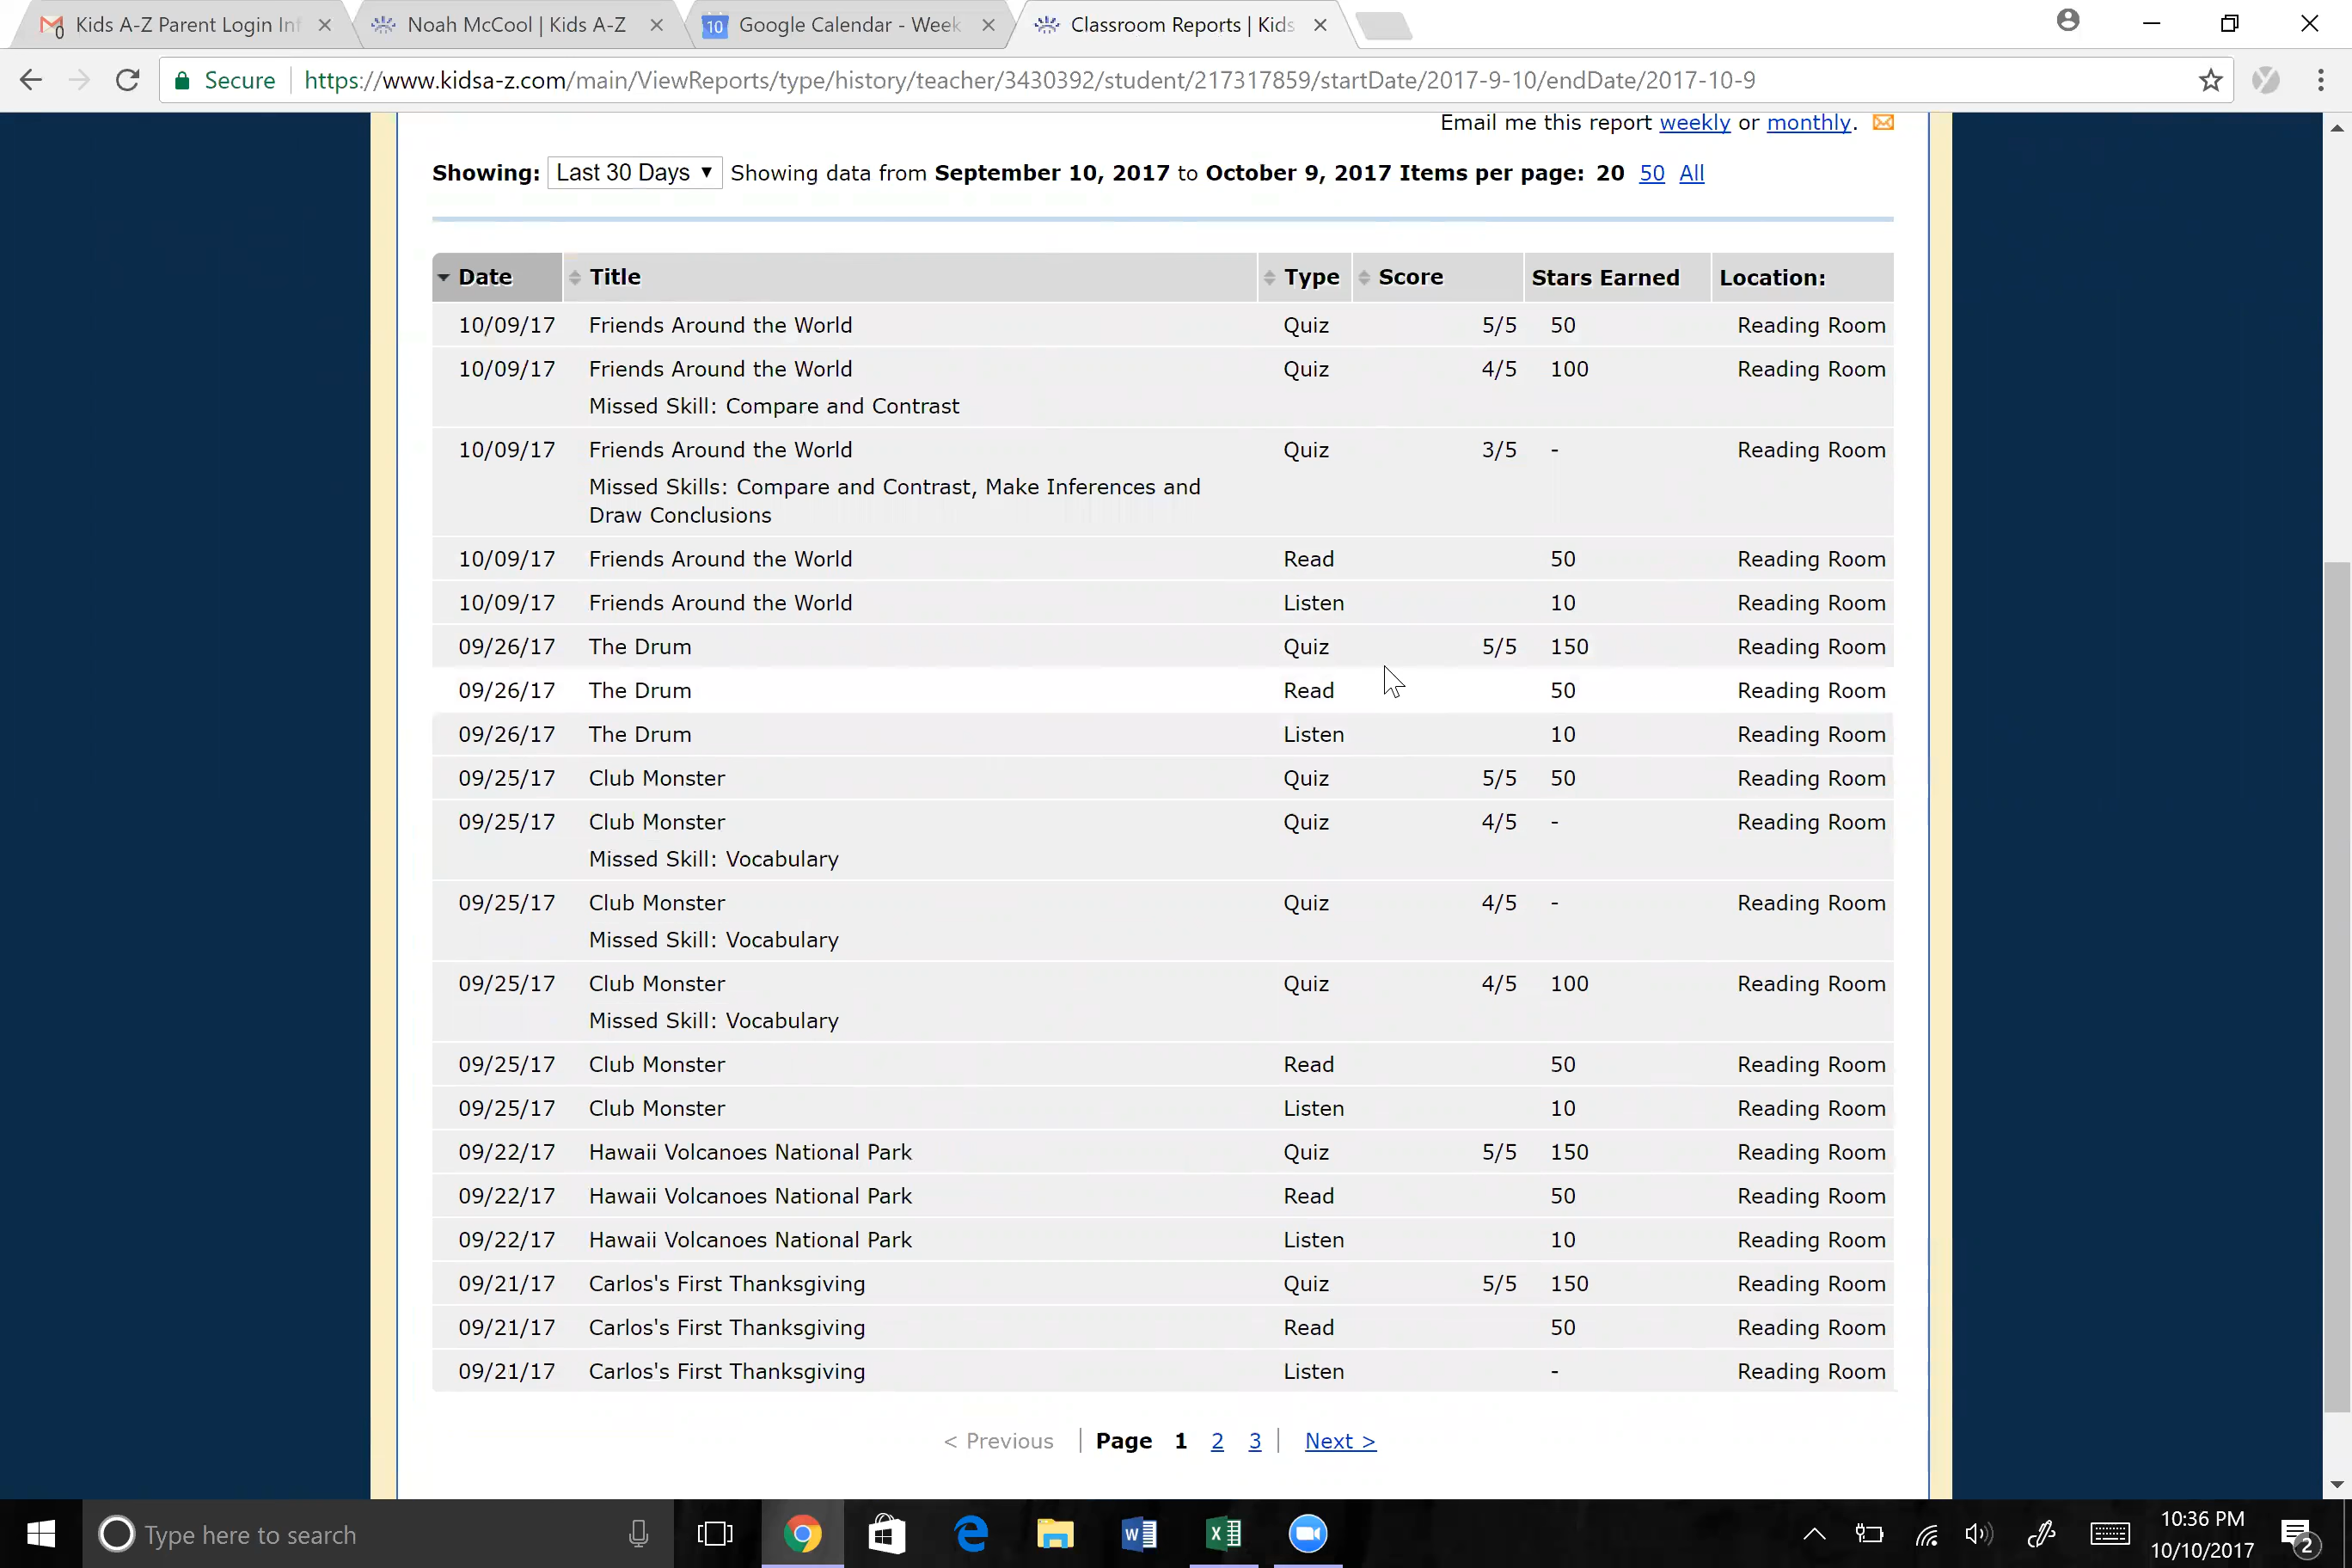 Kids A-Z Parent Login Inf
Noah McCool | Kids A-Z
10 Google Calendar - Week
Classroom Reports | Kids
Secure https://www.kidsa-z.com/main/ViewReports/type/history/teacher/3430392/student/217317859/startDate/2017-9-10/endDate/2017-10-9
Email me this report weekly or monthly.
Showing: Last 30 Days Showing data from September 10, 2017 to October 9, 2017 Items per page: 20 50 All
Date Title Type Score Stars Earned Location:
10/09/17 Friends Around the World Quiz 5/5 50 Reading Room
10/09/17 Friends Around the World Quiz 4/5 100 Reading Room
Missed Skill: Compare and Contrast
10/09/17 Friends Around the World Quiz 3/5 - Reading Room
Missed Skills: Compare and Contrast, Make Inferences and
Draw Conclusions
10/09/17 Friends Around the World Read 50 Reading Room
10/09/17 Friends Around the World Listen 10 Reading Room
09/26/17 The Drum Quiz 5/5 150 Reading Room
09/26/17 The Drum Read 50 Reading Room
09/26/17 The Drum Listen 10 Reading Room
09/25/17 Club Monster Quiz 5/5 50 Reading Room
09/25/17 Club Monster Quiz 4/5 - Reading Room
Missed Skill: Vocabulary
09/25/17 Club Monster Quiz 4/5 - Reading Room
Missed Skill: Vocabulary
09/25/17 Club Monster Quiz 4/5 100 Reading Room
Missed Skill: Vocabulary
09/25/17 Club Monster Read 50 Reading Room
09/25/17 Club Monster Listen 10 Reading Room
09/22/17 Hawaii Volcanoes National Park Quiz 5/5 150 Reading Room
09/22/17 Hawaii Volcanoes National Park Read 50 Reading Room
09/22/17 Hawaii Volcanoes National Park Listen 10 Reading Room
09/21/17 Carlos's First Thanksgiving Quiz 5/5 150 Reading Room
09/21/17 Carlos's First Thanksgiving Read 50 Reading Room
09/21/17 Carlos's First Thanksgiving Listen - Reading Room
< Previous | Page 1 2 3 | Next >
Type here to search
10:36 PM
10/10/2017
2